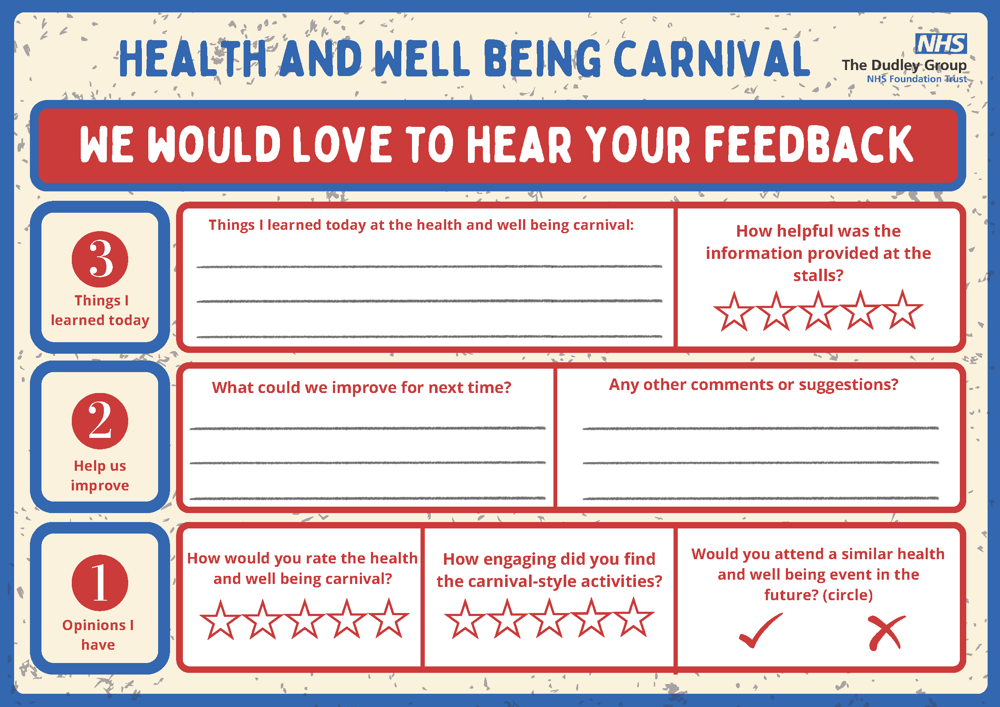 HEALTH AND WELL BEING CARNIVAL
NHS
The Dudley Group
NHS Foundation Trust
WE WOULD LOVE TO HEAR YOUR FEEDBACK
3
Things I
learned today
Things I learned today at the health and well being carnival:
How helpful was the
information provided at the
stalls?
2
Help us
improve
What could we improve for next time?
Any other comments or suggestions?
1
Opinions I
have
How would you rate the health
and well being carnival?
How engaging did you find
the carnival-style activities?
Would you attend a similar health
and well being event in the
future? (circle)